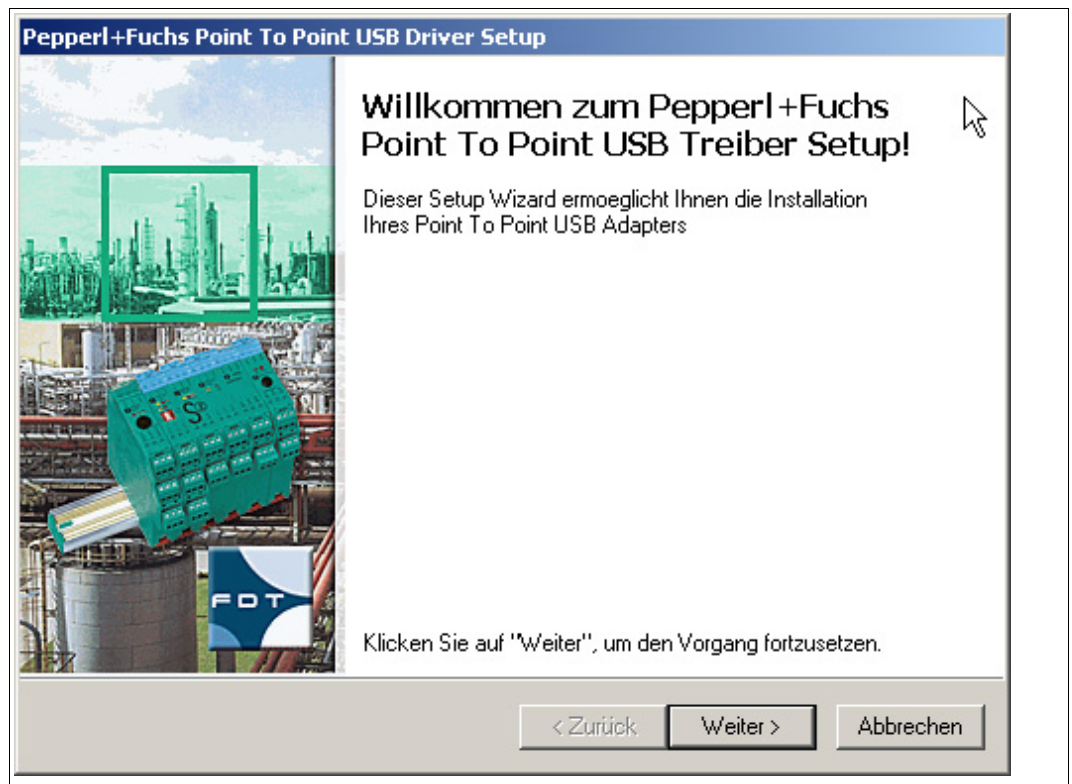 Pepperl+Fuchs Point To Point USB Driver Setup
Willkommen zum Pepperl+Fuchs
Point To Point USB Treiber Setup!
Dieser Setup Wizard ermoeglicht Ihnen die Installation
Ihres Point To Point USB Adapters
FDT
Klicken Sie auf "Weiter", um den Vorgang fortzusetzen.
< Zurück
Weiter >
Abbrechen